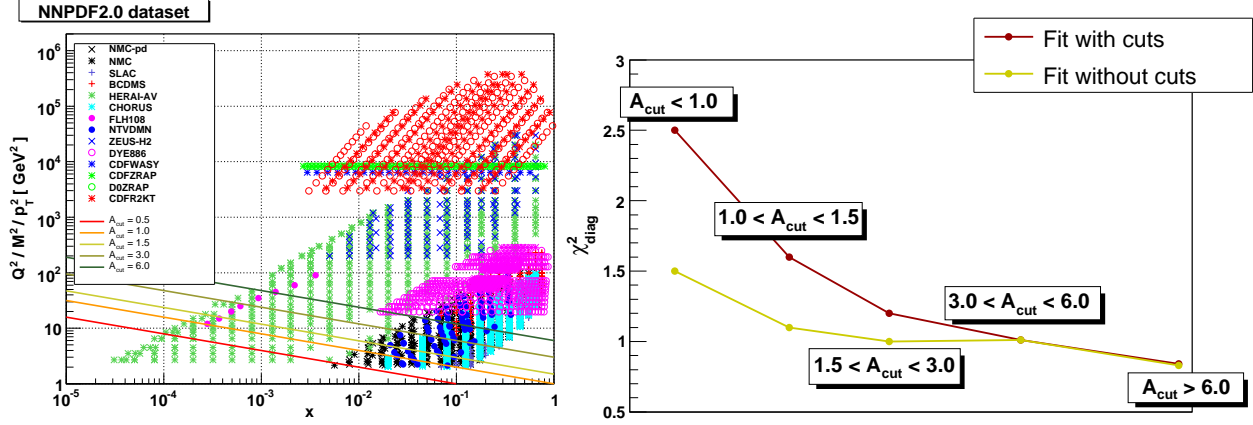 NNPDF2.0 dataset
Q² / M² / p_T² [ GeV² ]
10⁶
10⁵
10⁴
10³
10²
10
1
NMC-pd
NMC
SLAC
BCDMS
HERAI-AV
CHORUS
FLH108
NTVDMN
ZEUS-H2
DYE886
CDFWASY
CDFZRAP
D0ZRAP
CDFR2KT
A_cut = 0.5
A_cut = 1.0
A_cut = 1.5
A_cut = 3.0
A_cut = 6.0
10⁻⁵ 10⁻⁴ 10⁻³ 10⁻² 10⁻¹ 1
x
Fit with cuts
Fit without cuts
χ²_diag
3
2.5
2
1.5
1
0.5
A_cut < 1.0
1.0 < A_cut < 1.5
3.0 < A_cut < 6.0
1.5 < A_cut < 3.0
A_cut > 6.0